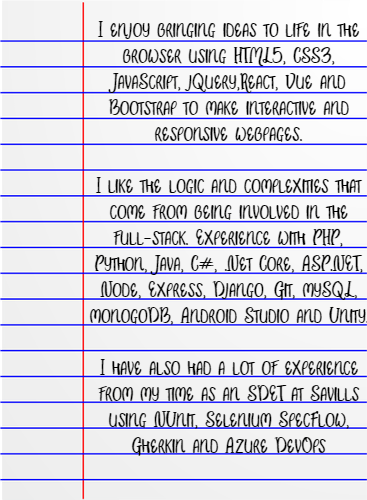 I enjoy bringing ideas to life in the
browser using HTML5, CSS3,
JavaScript, jQuery,React, Vue and
Bootstrap to make interactive and
responsive webpages.
I like the logic and complexities that
come from being involved in the
full-stack. Experience with PHP,
Python, Java, C#, .Net Core, ASP.NET,
Node, Express, Django, Git, mySQL,
monogoDB, Android Studio and Unity.
I have also had a lot of experience
from my time as an SDET at Savills
using NUnit, Selenium SpecFlow,
Gherkin and Azure DevOps